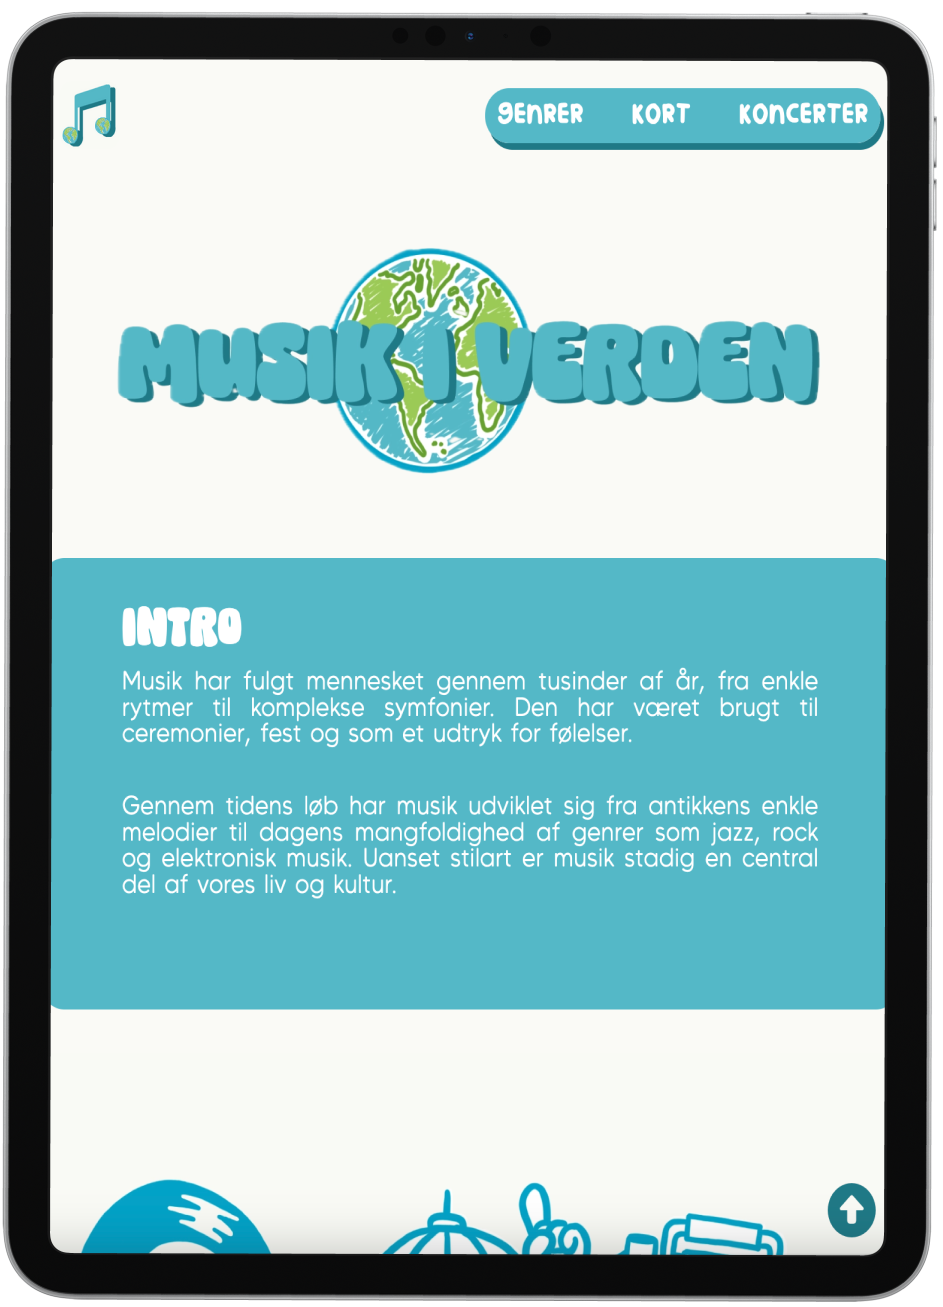 GENRER KORT KONCERTER
MUSIK I VERDEN
INTRO
Musik har fulgt mennesket gennem tusinder af år, fra enkle
rytmer til komplekse symfonier. Den har været brugt til
ceremonier, fest og som et udtryk for følelser.
Gennem tidens løb har musik udviklet sig fra antikkens enkle
melodier til dagens mangfoldighed af genrer som jazz, rock
og elektronisk musik. Uanset stilart er musik stadig en central
del af vores liv og kultur.